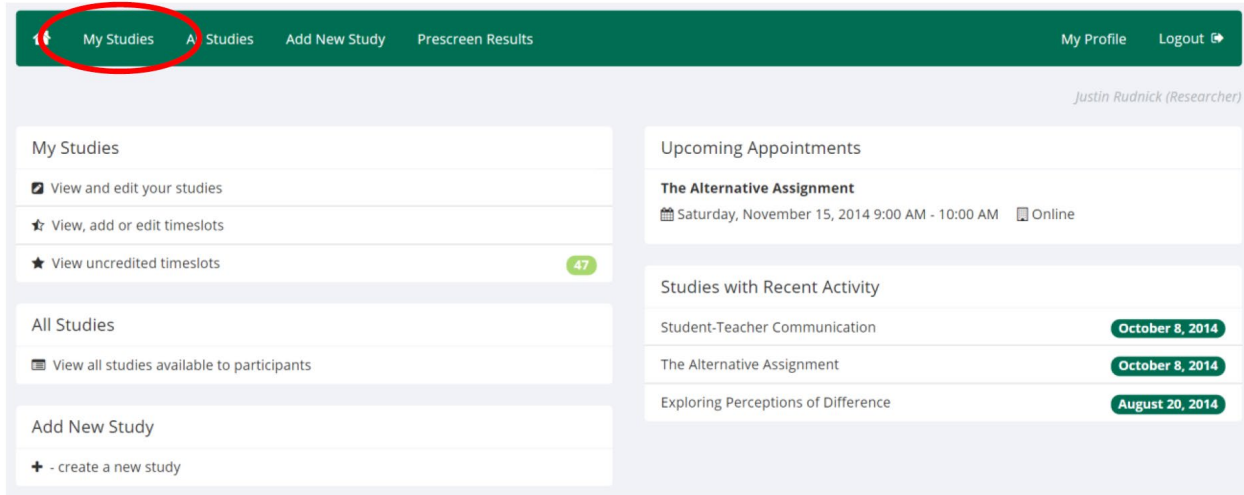 My Studies All Studies Add New Study Prescreen Results My Profile Logout
Justin Rudnick (Researcher)
My Studies
View and edit your studies
View, add or edit timeslots
View uncredited timeslots 47
All Studies
View all studies available to participants
Add New Study
- create a new study
Upcoming Appointments
The Alternative Assignment
Saturday, November 15, 2014 9:00 AM - 10:00 AM Online
Studies with Recent Activity
Student-Teacher Communication October 8, 2014
The Alternative Assignment October 8, 2014
Exploring Perceptions of Difference August 20, 2014